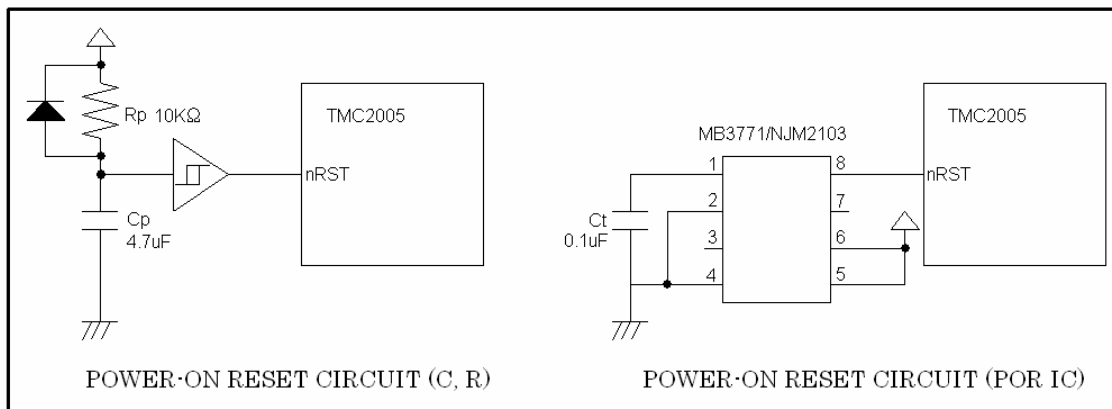 Rp 10KΩ
Cp
4.7uF
TMC2005
nRST
POWER-ON RESET CIRCUIT (C, R)
MB3771/NJM2103
1
2
3
4
8
7
6
5
Ct
0.1uF
TMC2005
nRST
POWER-ON RESET CIRCUIT (POR IC)